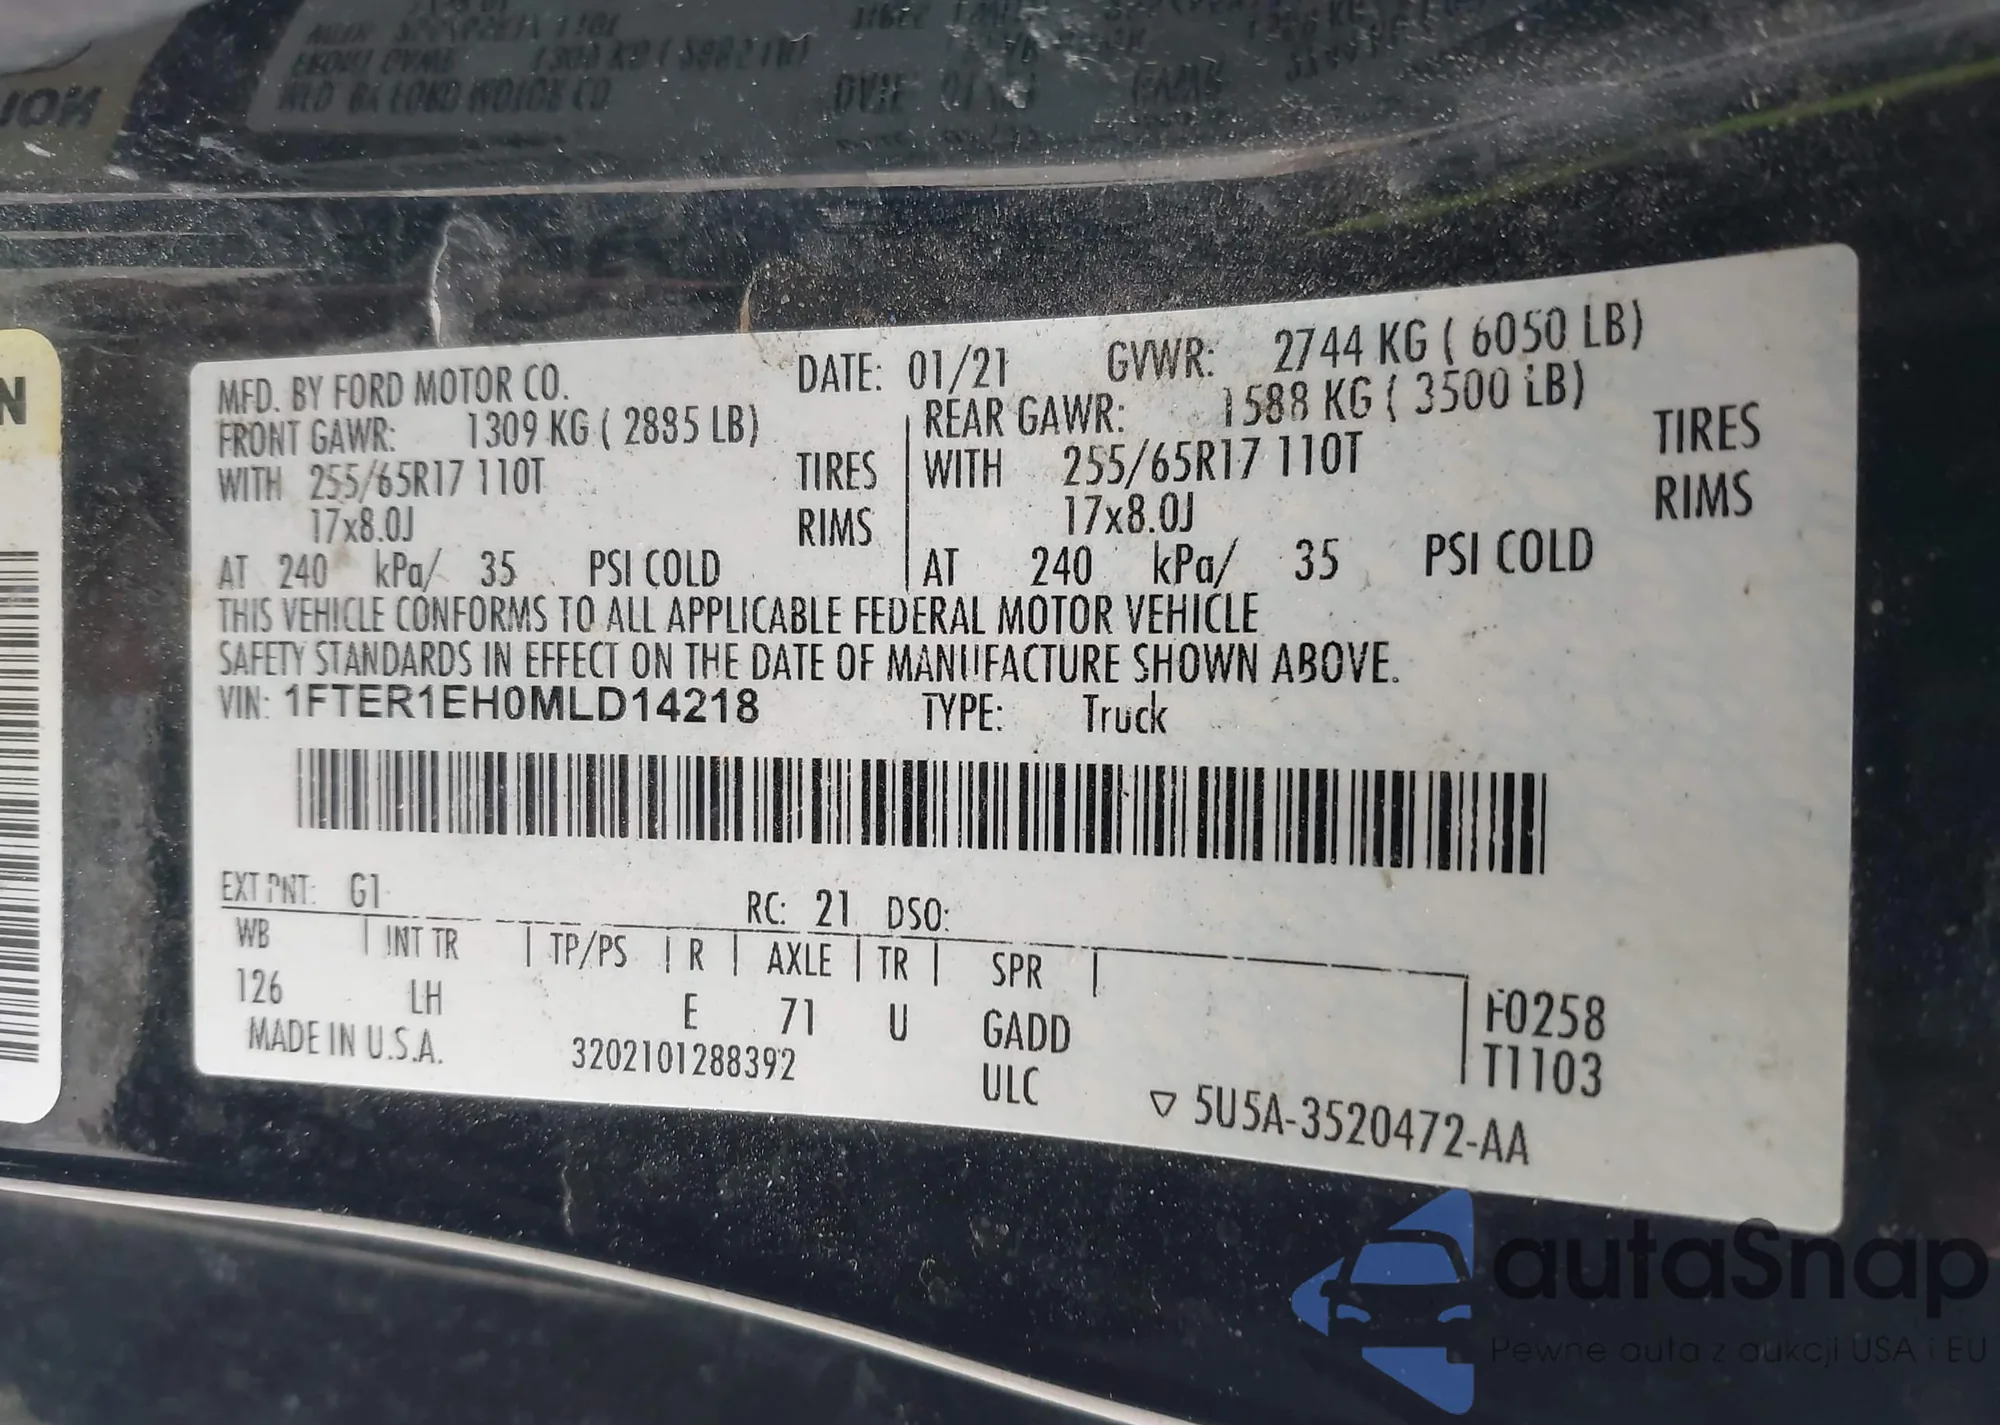 N
MFD. BY FORD MOTOR CO. DATE: 01/21 GVWR: 2744 KG ( 6050 LB)
FRONT GAWR: 1309 KG ( 2885 LB) REAR GAWR: 1588 KG ( 3500 LB)
WITH 255/65R17 110T TIRES WITH 255/65R17 110T TIRES
17x8.0J RIMS 17x8.0J RIMS
AT 240 kPa/ 35 PSI COLD AT 240 kPa/ 35 PSI COLD
THIS VEHICLE CONFORMS TO ALL APPLICABLE FEDERAL MOTOR VEHICLE
SAFETY STANDARDS IN EFFECT ON THE DATE OF MANUFACTURE SHOWN ABOVE.
VIN: 1FTER1EH0MLD14218 TYPE: Truck
EXT PNT: G1 RC: 21 DSO:
WB INT TR TP/PS R AXLE TR SPR
126 LH E 71 U GADD F0258
MADE IN U.S.A. 3202101288392 ULC T1103
▽ 5U5A-3520472-AA
autaSnap
Pewne auta z aukcji USA i EU